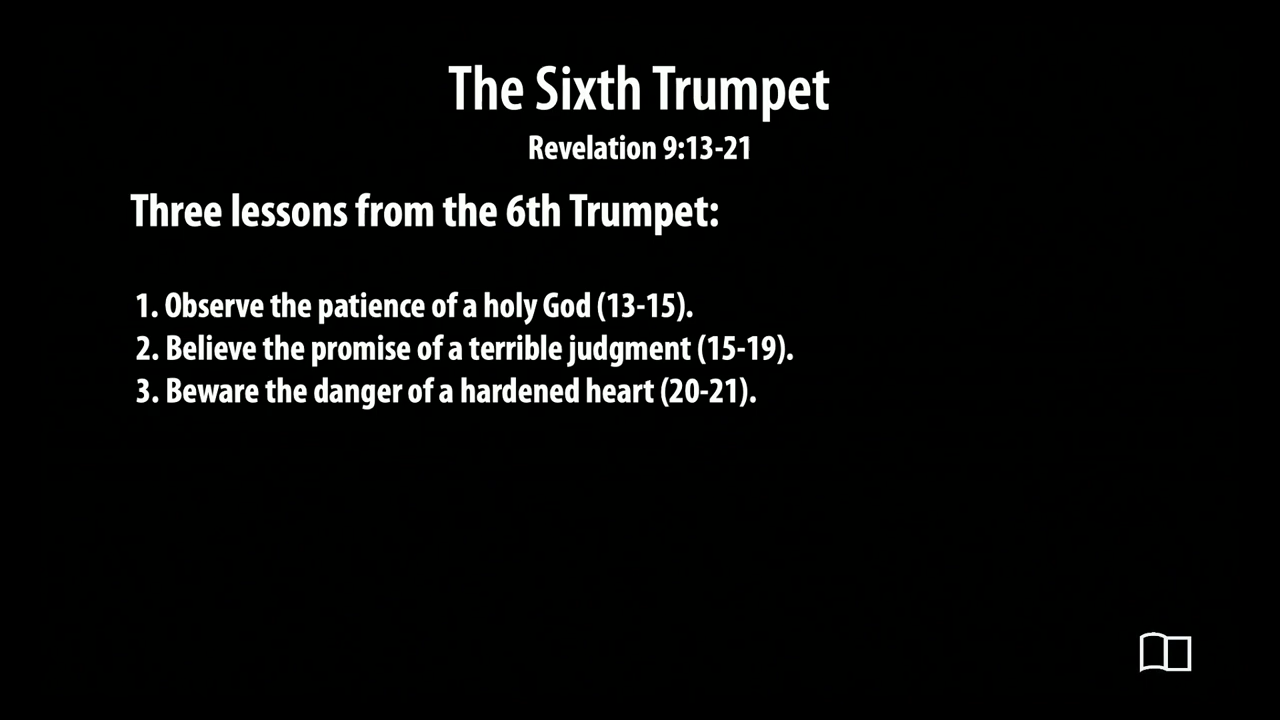 The Sixth Trumpet
Revelation 9:13-21
Three lessons from the 6th Trumpet:
1. Observe the patience of a holy God (13-15).
2. Believe the promise of a terrible judgment (15-19).
3. Beware the danger of a hardened heart (20-21).